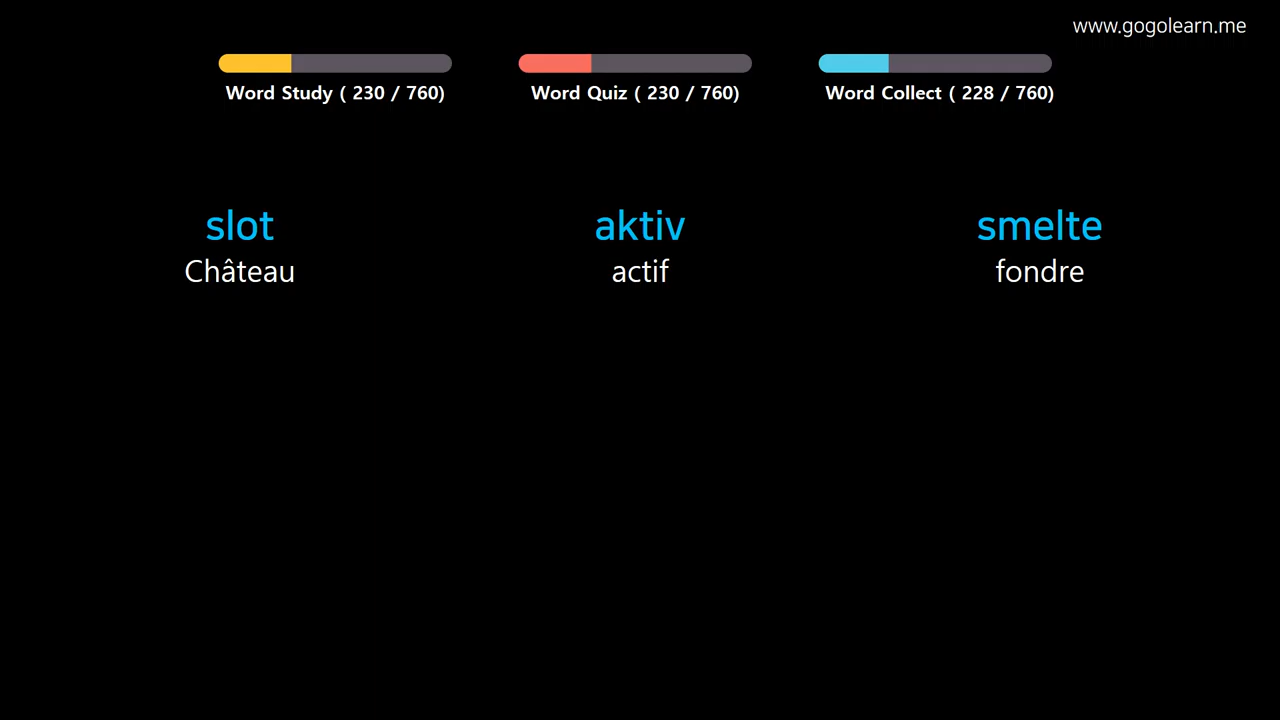 www.gogolearn.me
Word Study ( 230 / 760)
Word Quiz ( 230 / 760)
Word Collect ( 228 / 760)
slot
Château
aktiv
actif
smelte
fondre